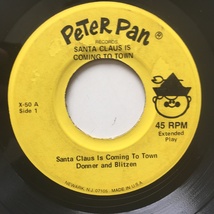 PETER PAN®
RECORDS
SANTA CLAUS IS
COMING TO TOWN
X-50 A
Side 1
45 RPM
Extended
Play
Santa Claus Is Coming To Town
Donner and Blitzen
NEWARK, N.J. 07105 • MADE IN U.S.A.